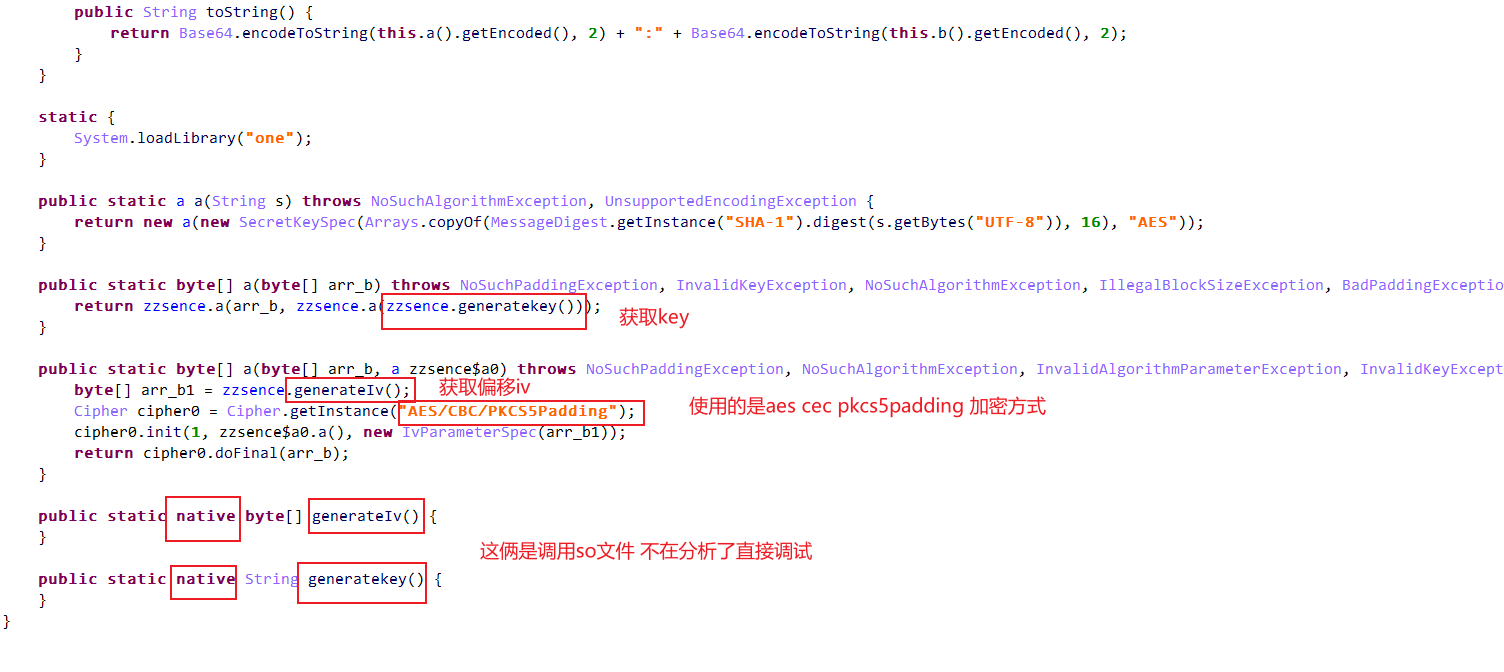 public String toString() {
return Base64.encodeToString(this.a().getEncoded(), 2) + ":" + Base64.encodeToString(this.b().getEncoded(), 2);
}
}
static {
System.loadLibrary("one");
}
public static a a(String s) throws NoSuchAlgorithmException, UnsupportedEncodingException {
return new a(new SecretKeySpec(Arrays.copyOf(MessageDigest.getInstance("SHA-1").digest(s.getBytes("UTF-8")), 16), "AES"));
}
public static byte[] a(byte[] arr_b) throws NoSuchPaddingException, InvalidKeyException, NoSuchAlgorithmException, IllegalBlockSizeException, BadPaddingExceptio
return zzsence.a(arr_b, zzsence.a(zzsence.generatekey()));
获取key
}
public static byte[] a(byte[] arr_b, a zzsence$a0) throws NoSuchPaddingException, NoSuchAlgorithmException, InvalidAlgorithmParameterException, InvalidKeyExcept
byte[] arr_b1 = zzsence.generateIv(); 获取偏移iv
Cipher cipher0 = Cipher.getInstance("AES/CBC/PKCS5Padding"); 使用的是aes cec pkcs5padding 加密方式
cipher0.init(1, zzsence$a0.a(), new IvParameterSpec(arr_b1));
return cipher0.doFinal(arr_b);
}
public static native byte[] generateIv() {
}
这俩是调用so文件 不在分析了直接调试
public static native String generatekey() {
}
}